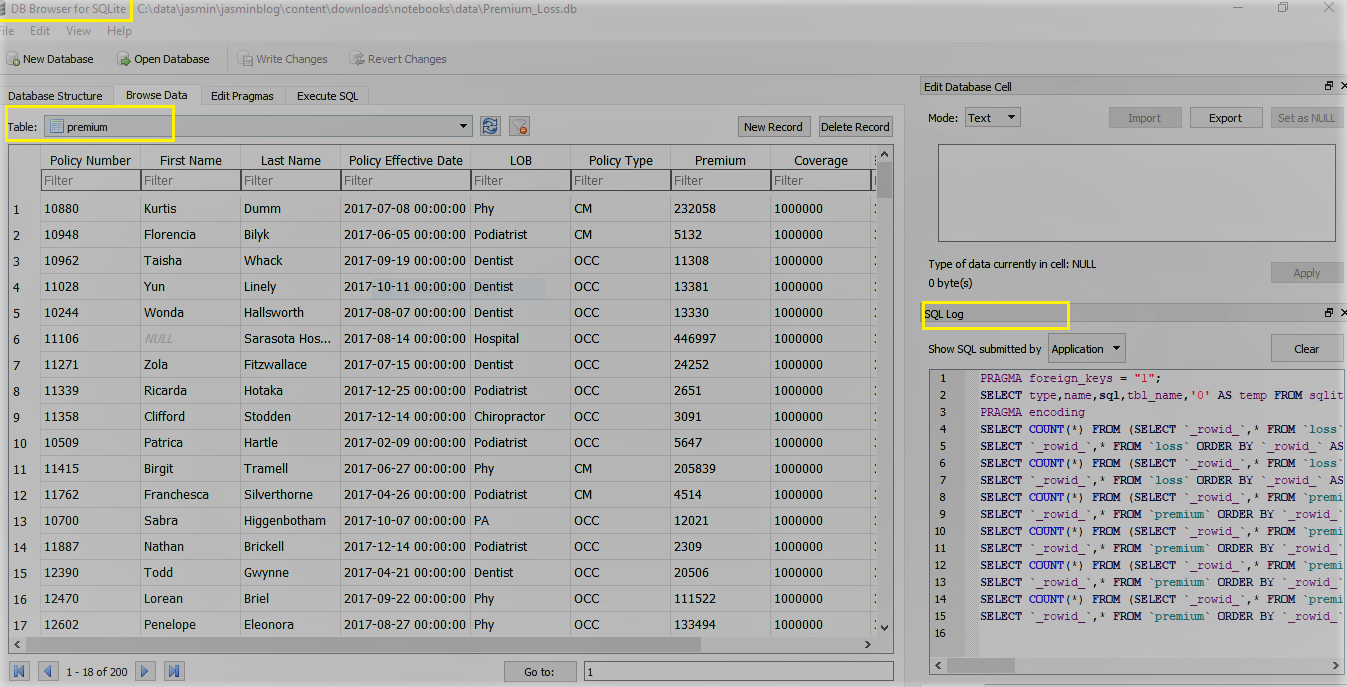 DB Browser for SQLite - C:\data\jasmin\jasminblog\content\downloads\notebooks\data\Premium_Loss.db
File Edit View Help
New Database Open Database Write Changes Revert Changes
Database Structure Browse Data Edit Pragmas Execute SQL
Table: premium New Record Delete Record
Policy Number First Name Last Name Policy Effective Date LOB Policy Type Premium Coverage
Filter Filter Filter Filter Filter Filter Filter Filter
1 10880 Kurtis Dumm 2017-07-08 00:00:00 Phy CM 232058 1000000
2 10948 Florencia Bilyk 2017-06-05 00:00:00 Podiatrist CM 5132 1000000
3 10962 Taisha Whack 2017-09-19 00:00:00 Dentist OCC 11308 1000000
4 11028 Yun Linely 2017-10-11 00:00:00 Dentist OCC 13381 1000000
5 10244 Wonda Hallsworth 2017-08-07 00:00:00 Dentist OCC 13330 1000000
6 11106 NULL Sarasota Hos... 2017-08-14 00:00:00 Hospital OCC 446997 1000000
7 11271 Zola Fitzwallace 2017-07-15 00:00:00 Dentist OCC 24252 1000000
8 11339 Ricarda Hotaka 2017-12-25 00:00:00 Podiatrist OCC 2651 1000000
9 11358 Clifford Stodden 2017-12-14 00:00:00 Chiropractor OCC 3091 1000000
10 10509 Patrica Hartle 2017-02-09 00:00:00 Podiatrist OCC 5647 1000000
11 11415 Birgit Tramell 2017-06-27 00:00:00 Phy CM 205839 1000000
12 11762 Franchesca Silverthorne 2017-04-26 00:00:00 Podiatrist CM 4514 1000000
13 10700 Sabra Higgenbotham 2017-10-07 00:00:00 PA OCC 12021 1000000
14 11887 Nathan Brickell 2017-12-14 00:00:00 Podiatrist OCC 2309 1000000
15 12390 Todd Gwynne 2017-04-21 00:00:00 Dentist OCC 20506 1000000
16 12470 Lorean Briel 2017-09-22 00:00:00 Phy OCC 111522 1000000
17 12602 Penelope Eleonora 2017-08-27 00:00:00 Phy OCC 133494 1000000
1 - 18 of 200 Go to: 1
Edit Database Cell
Mode: Text Import Export Set as NULL
Type of data currently in cell: NULL
0 byte(s)
Apply
SQL Log
Show SQL submitted by Application Clear
1 PRAGMA foreign_keys = "1";
2 SELECT type,name,sql,tbl_name,'0' AS temp FROM sqlit
3 PRAGMA encoding
4 SELECT COUNT(*) FROM (SELECT `_rowid_`,* FROM `loss`
5 SELECT `_rowid_`,* FROM `loss` ORDER BY `_rowid_` AS
6 SELECT COUNT(*) FROM (SELECT `_rowid_`,* FROM `loss`
7 SELECT `_rowid_`,* FROM `loss` ORDER BY `_rowid_` AS
8 SELECT COUNT(*) FROM (SELECT `_rowid_`,* FROM `premi
9 SELECT `_rowid_`,* FROM `premium` ORDER BY `_rowid_`
10 SELECT COUNT(*) FROM (SELECT `_rowid_`,* FROM `premi
11 SELECT `_rowid_`,* FROM `premium` ORDER BY `_rowid_`
12 SELECT COUNT(*) FROM (SELECT `_rowid_`,* FROM `premi
13 SELECT `_rowid_`,* FROM `premium` ORDER BY `_rowid_`
14 SELECT COUNT(*) FROM (SELECT `_rowid_`,* FROM `premi
15 SELECT `_rowid_`,* FROM `premium` ORDER BY `_rowid_`
16